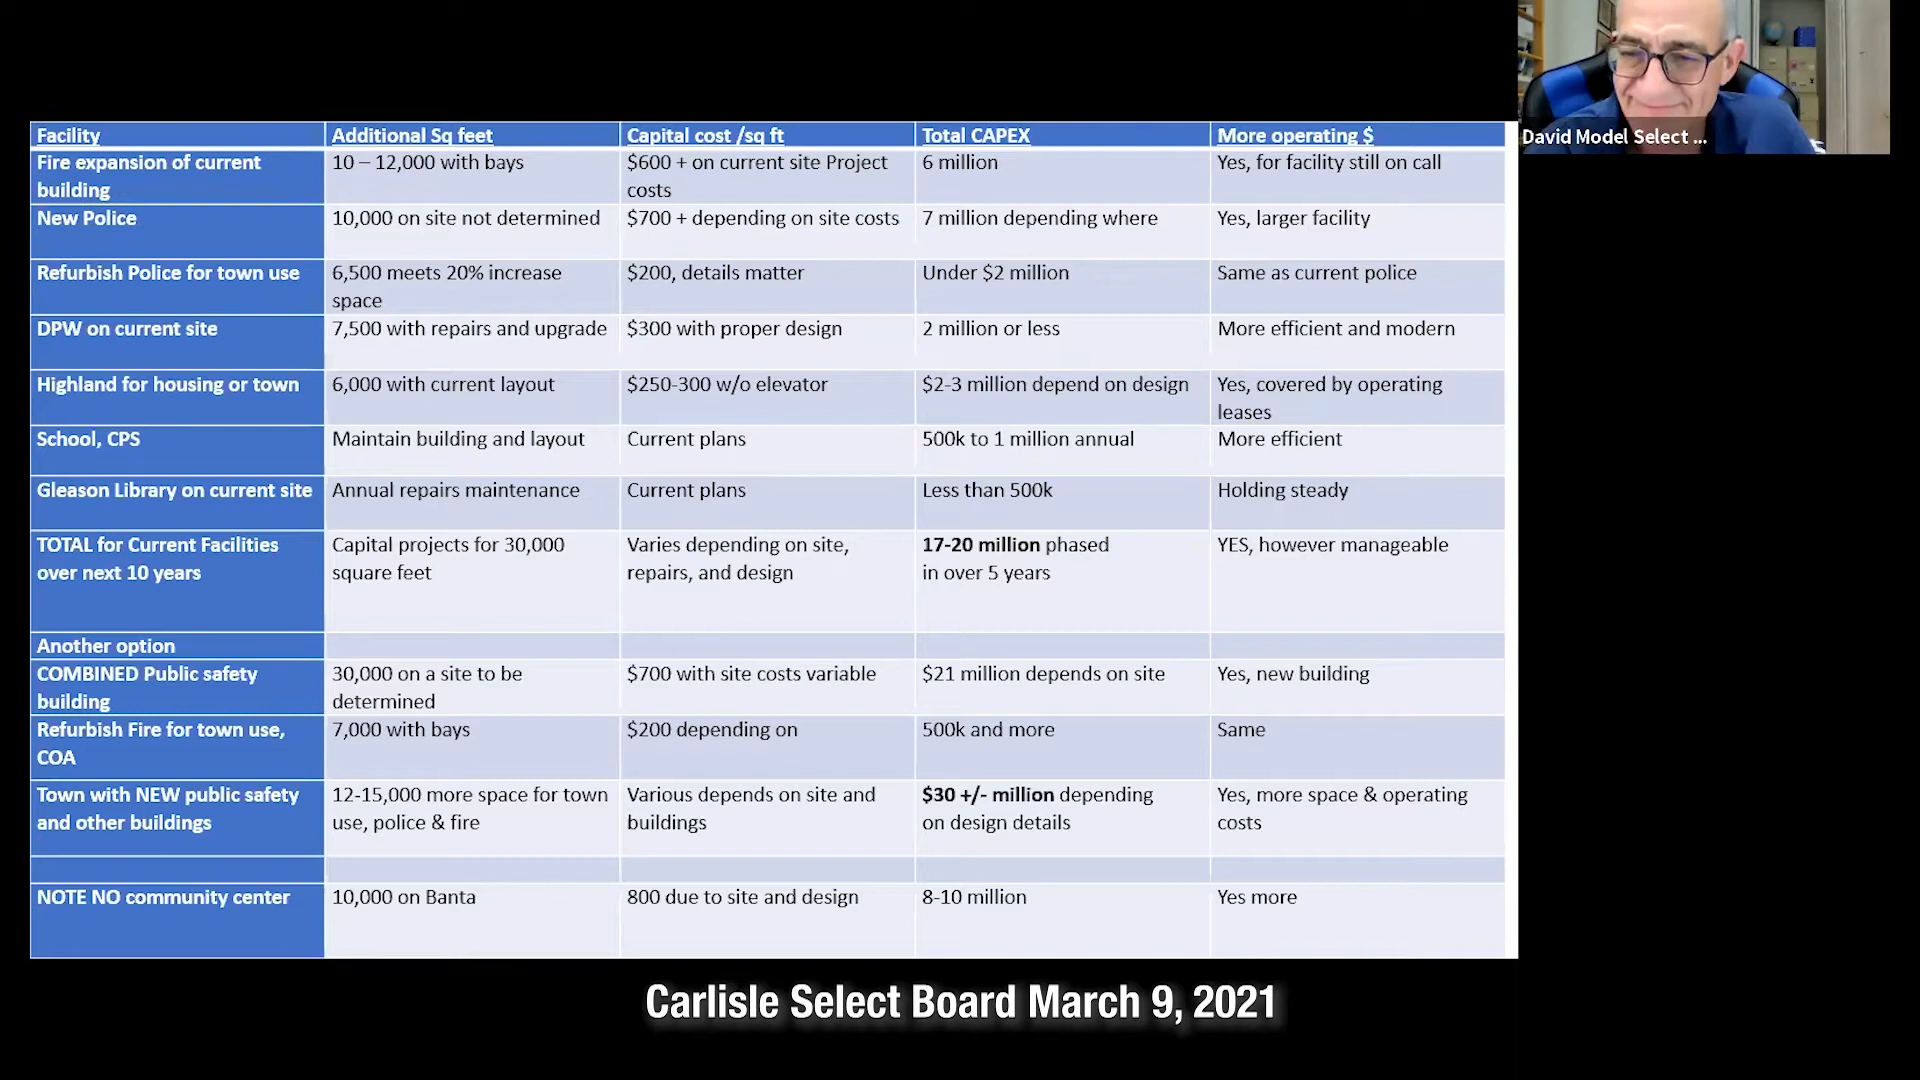 Facility Additional Sq feet Capital cost /sq ft Total CAPEX More operating $
Fire expansion of current building 10 – 12,000 with bays $600 + on current site Project costs 6 million Yes, for facility still on call
New Police 10,000 on site not determined $700 + depending on site costs 7 million depending where Yes, larger facility
Refurbish Police for town use 6,500 meets 20% increase space $200, details matter Under $2 million Same as current police
DPW on current site 7,500 with repairs and upgrade $300 with proper design 2 million or less More efficient and modern
Highland for housing or town 6,000 with current layout $250-300 w/o elevator $2-3 million depend on design Yes, covered by operating leases
School, CPS Maintain building and layout Current plans 500k to 1 million annual More efficient
Gleason Library on current site Annual repairs maintenance Current plans Less than 500k Holding steady
TOTAL for Current Facilities over next 10 years Capital projects for 30,000 square feet Varies depending on site, repairs, and design 17-20 million phased in over 5 years YES, however manageable
Another option
COMBINED Public safety building 30,000 on a site to be determined $700 with site costs variable $21 million depends on site Yes, new building
Refurbish Fire for town use, COA 7,000 with bays $200 depending on 500k and more Same
Town with NEW public safety and other buildings 12-15,000 more space for town use, police & fire Various depends on site and buildings $30 +/- million depending on design details Yes, more space & operating costs
NOTE NO community center 10,000 on Banta 800 due to site and design 8-10 million Yes more
David Model Select ...
Carlisle Select Board March 9, 2021